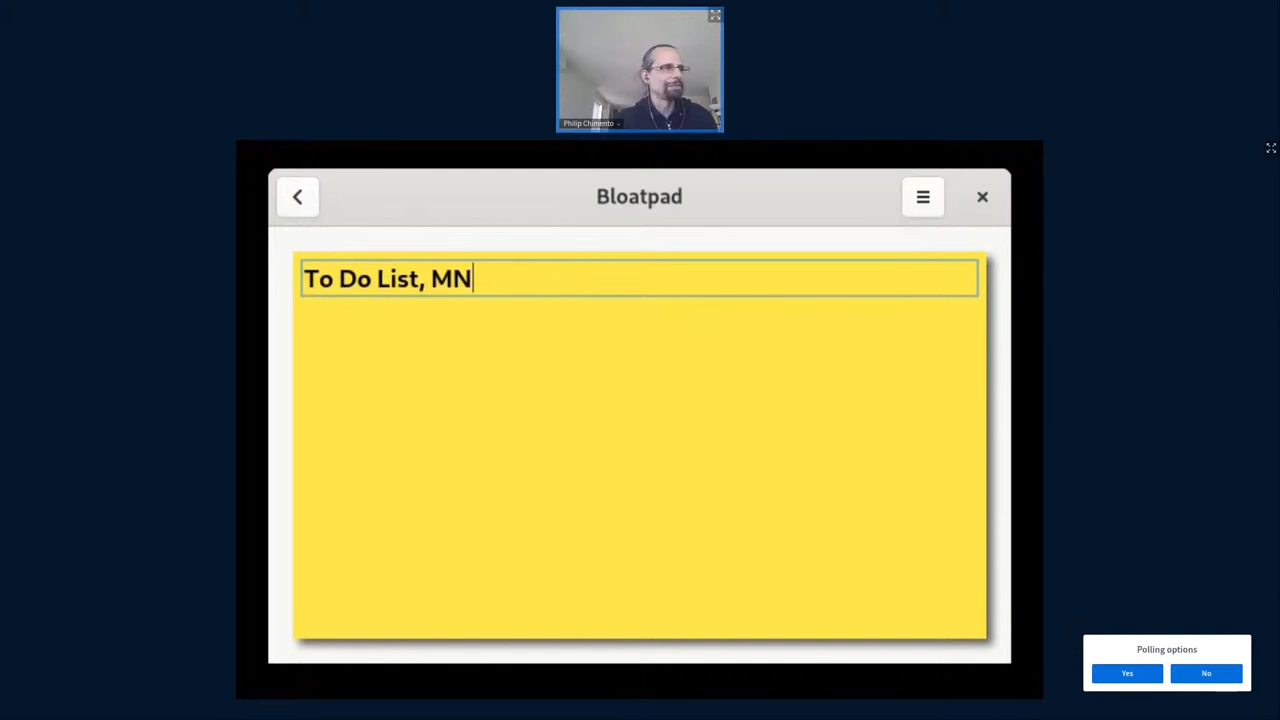 Philip Chimento
Bloatpad
To Do List, MN
Polling options
Yes
No